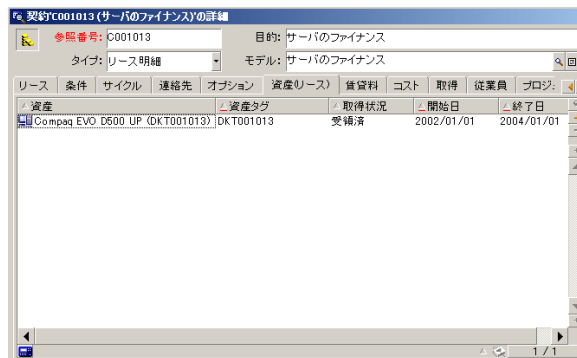 契約'C001013 (サーバのファイナンス)'の詳細
参照番号: C001013 目的: サーバのファイナンス
タイプ: リース明細 モデル: サーバのファイナンス
リース 条件 サイクル 連絡先 オプション 資産(リース) 賃貸料 コスト 取得 従業員 プロジ:
資産 資産タグ 取得状況 開始日 終了日
Compaq EVO D500 UP (DKT001013) DKT001013 受領済 2002/01/01 2004/01/01
1 / 1